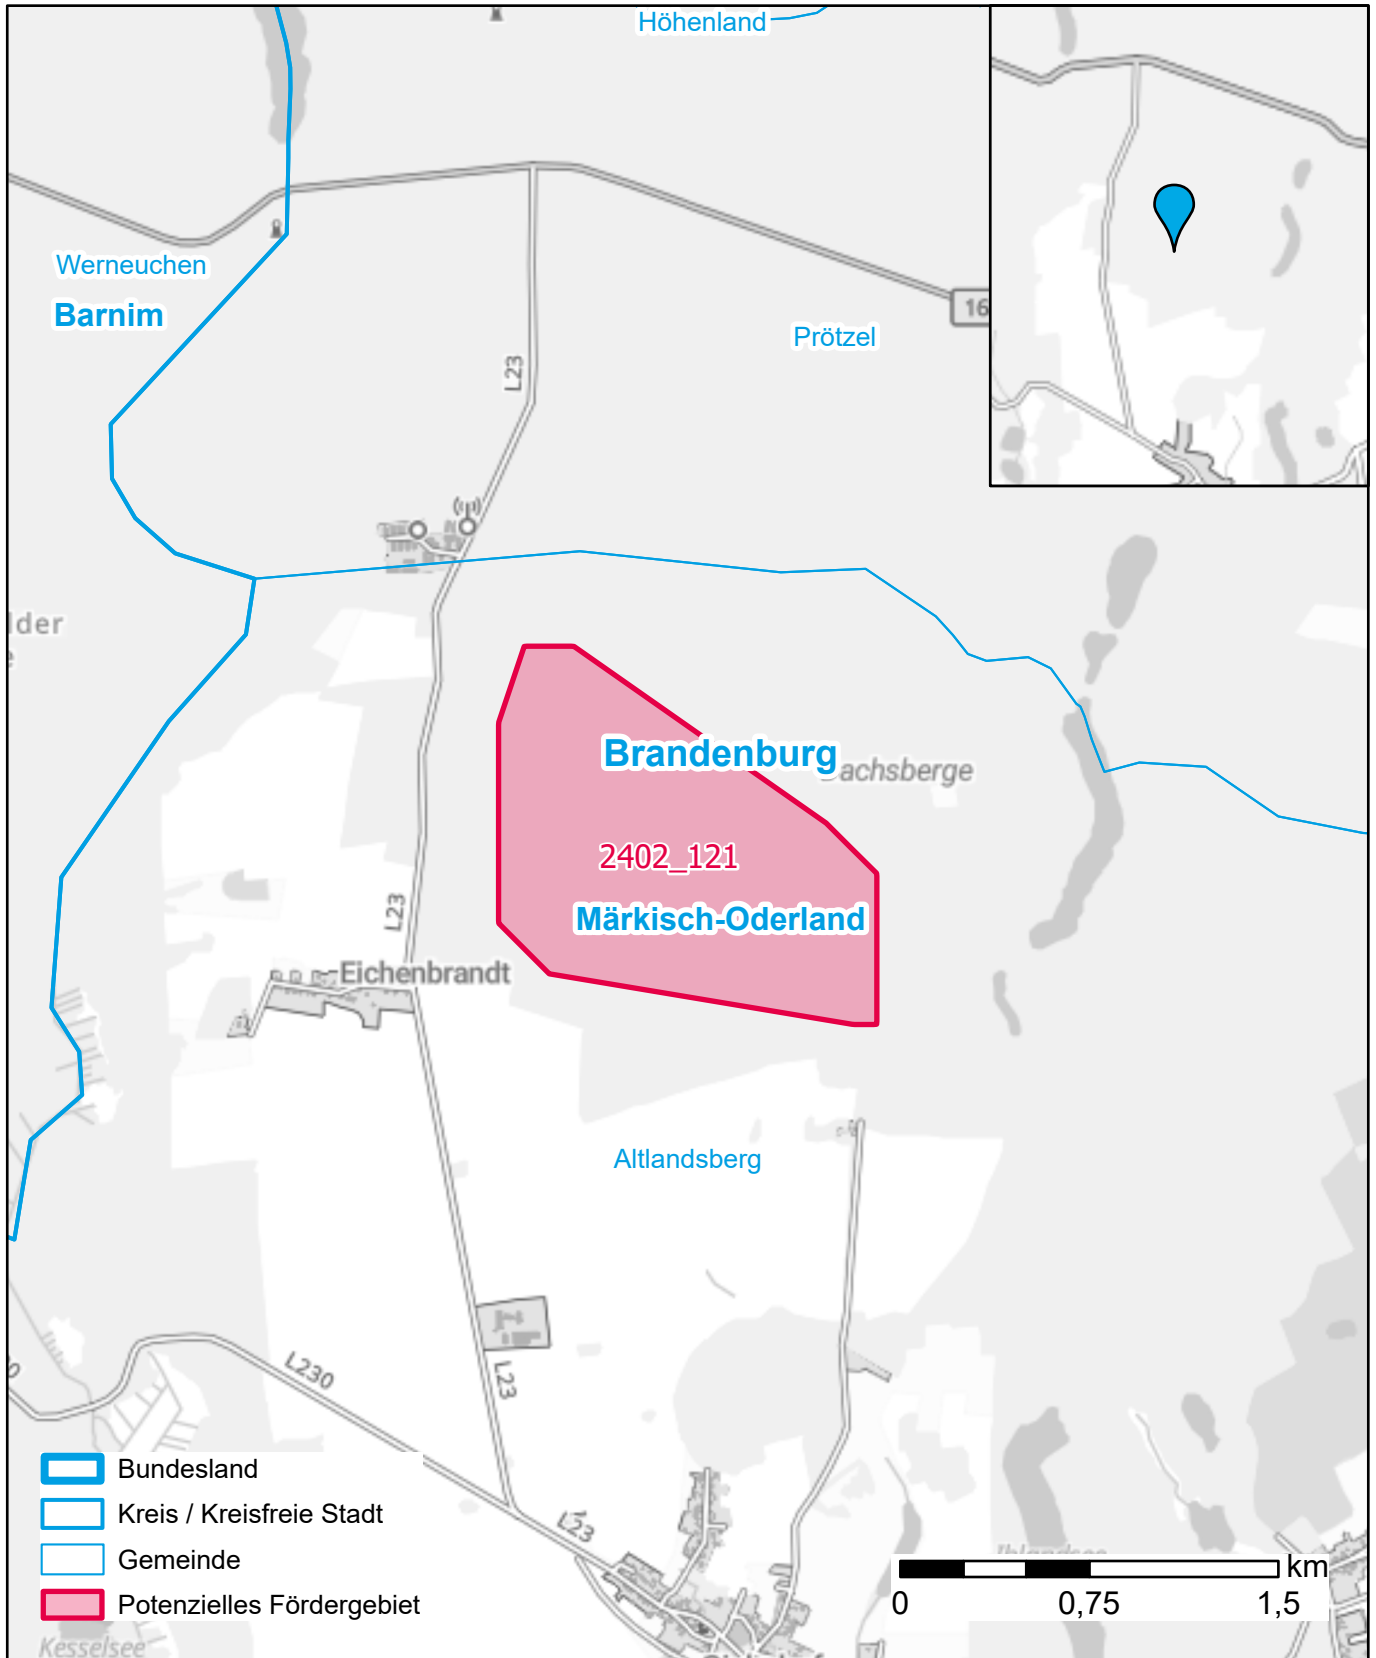 Höhenland
Werneuchen
Barnim
16
Prötzel
L23
lder
Brandenburg
achsberge
2402_121
Märkisch-Oderland
L23
Eichenbrandt
Altlandsberg
L230
L23
L23
Bundesland
Kreis / Kreisfreie Stadt
Gemeinde
Potenzielles Fördergebiet
Kesselsee
km
0 0,75 1,5